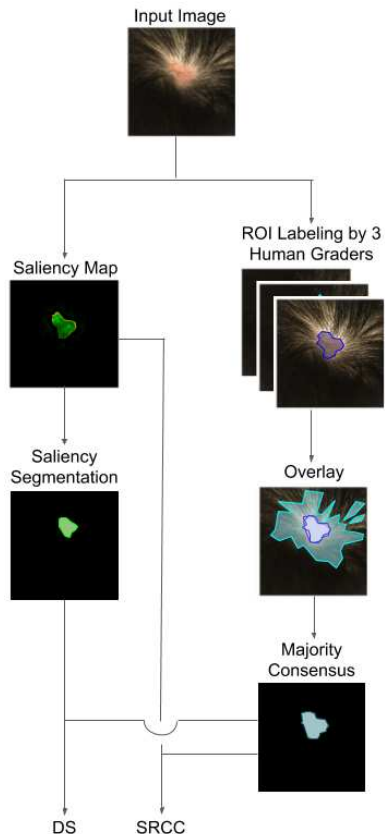 Input Image
ROI Labeling by 3
Human Graders
Saliency Map
Saliency
Segmentation
Overlay
Majority
Consensus
DS
SRCC